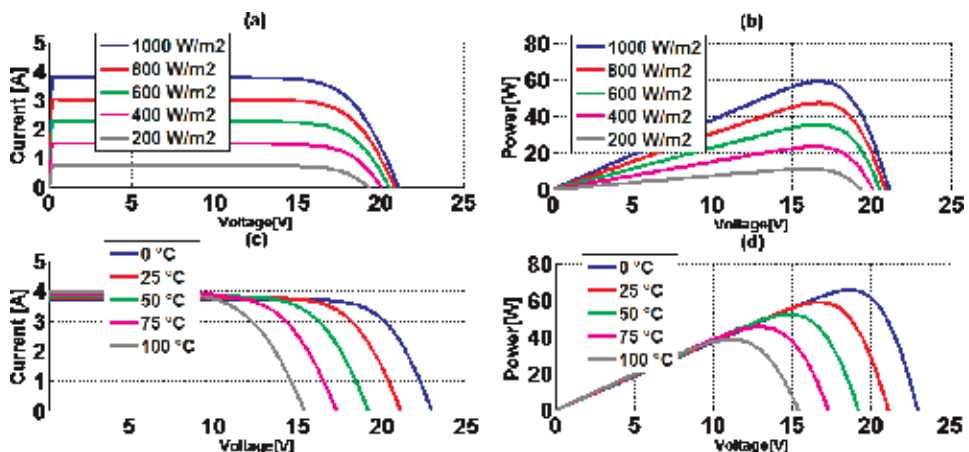 (a)
Current [A]
5
4
3
2
1
0
1000 W/m2
800 W/m2
600 W/m2
400 W/m2
200 W/m2
0
5
10
15
20
25
Voltage[V]
(b)
Power[W]
80
60
40
20
0
1000 W/m2
800 W/m2
600 W/m2
400 W/m2
200 W/m2
0
5
10
15
20
25
Voltage[V]
(c)
Current [A]
5
4
3
2
1
0
0 °C
25 °C
50 °C
75 °C
100 °C
5
10
15
20
25
Voltage[V]
(d)
Power[W]
80
60
40
20
0
0 °C
25 °C
50 °C
75 °C
100 °C
0
5
10
15
20
25
Voltage[V]